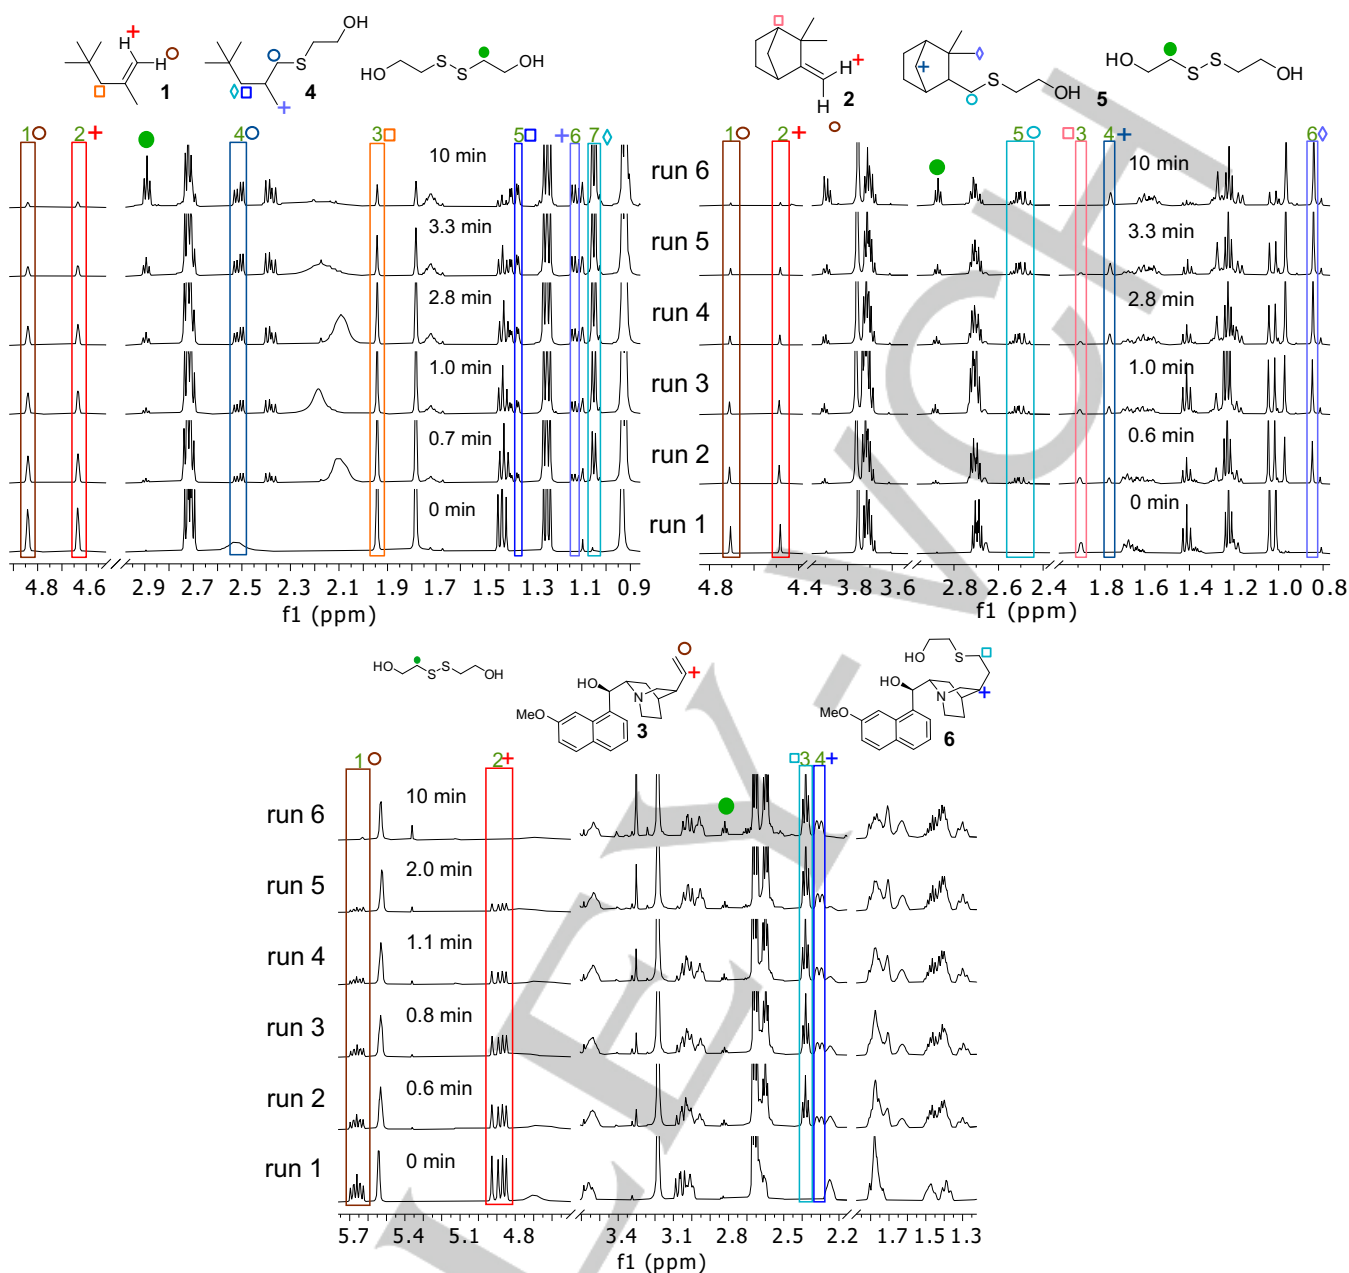 OH
H
H
S
1
4
HO
S
S
OH
H
H
2
S
OH
5
HO
S
S
OH
1 2 4 3 5 6 7
1 2 5 3 4 6
10 min
run 6
10 min
3.3 min
run 5
3.3 min
2.8 min
run 4
2.8 min
1.0 min
run 3
1.0 min
0.7 min
run 2
0.6 min
0 min
run 1
0 min
4.8 4.6 2.9 2.7 2.5 2.3 2.1 1.9 1.7 1.5 1.3 1.1 0.9
f1 (ppm)
4.8 4.4 3.8 3.6 2.8 2.6 2.4 1.8 1.6 1.4 1.2 1.0 0.8
f1 (ppm)
HO
S
S
OH
HO
N
MeO
3
HO
S
HO
N
MeO
6
1 2 3 4
run 6
10 min
run 5
2.0 min
run 4
1.1 min
run 3
0.8 min
run 2
0.6 min
run 1
0 min
5.7 5.4 5.1 4.8 3.4 3.1 2.8 2.5 2.2 1.7 1.5 1.3
f1 (ppm)
LEY-VCH